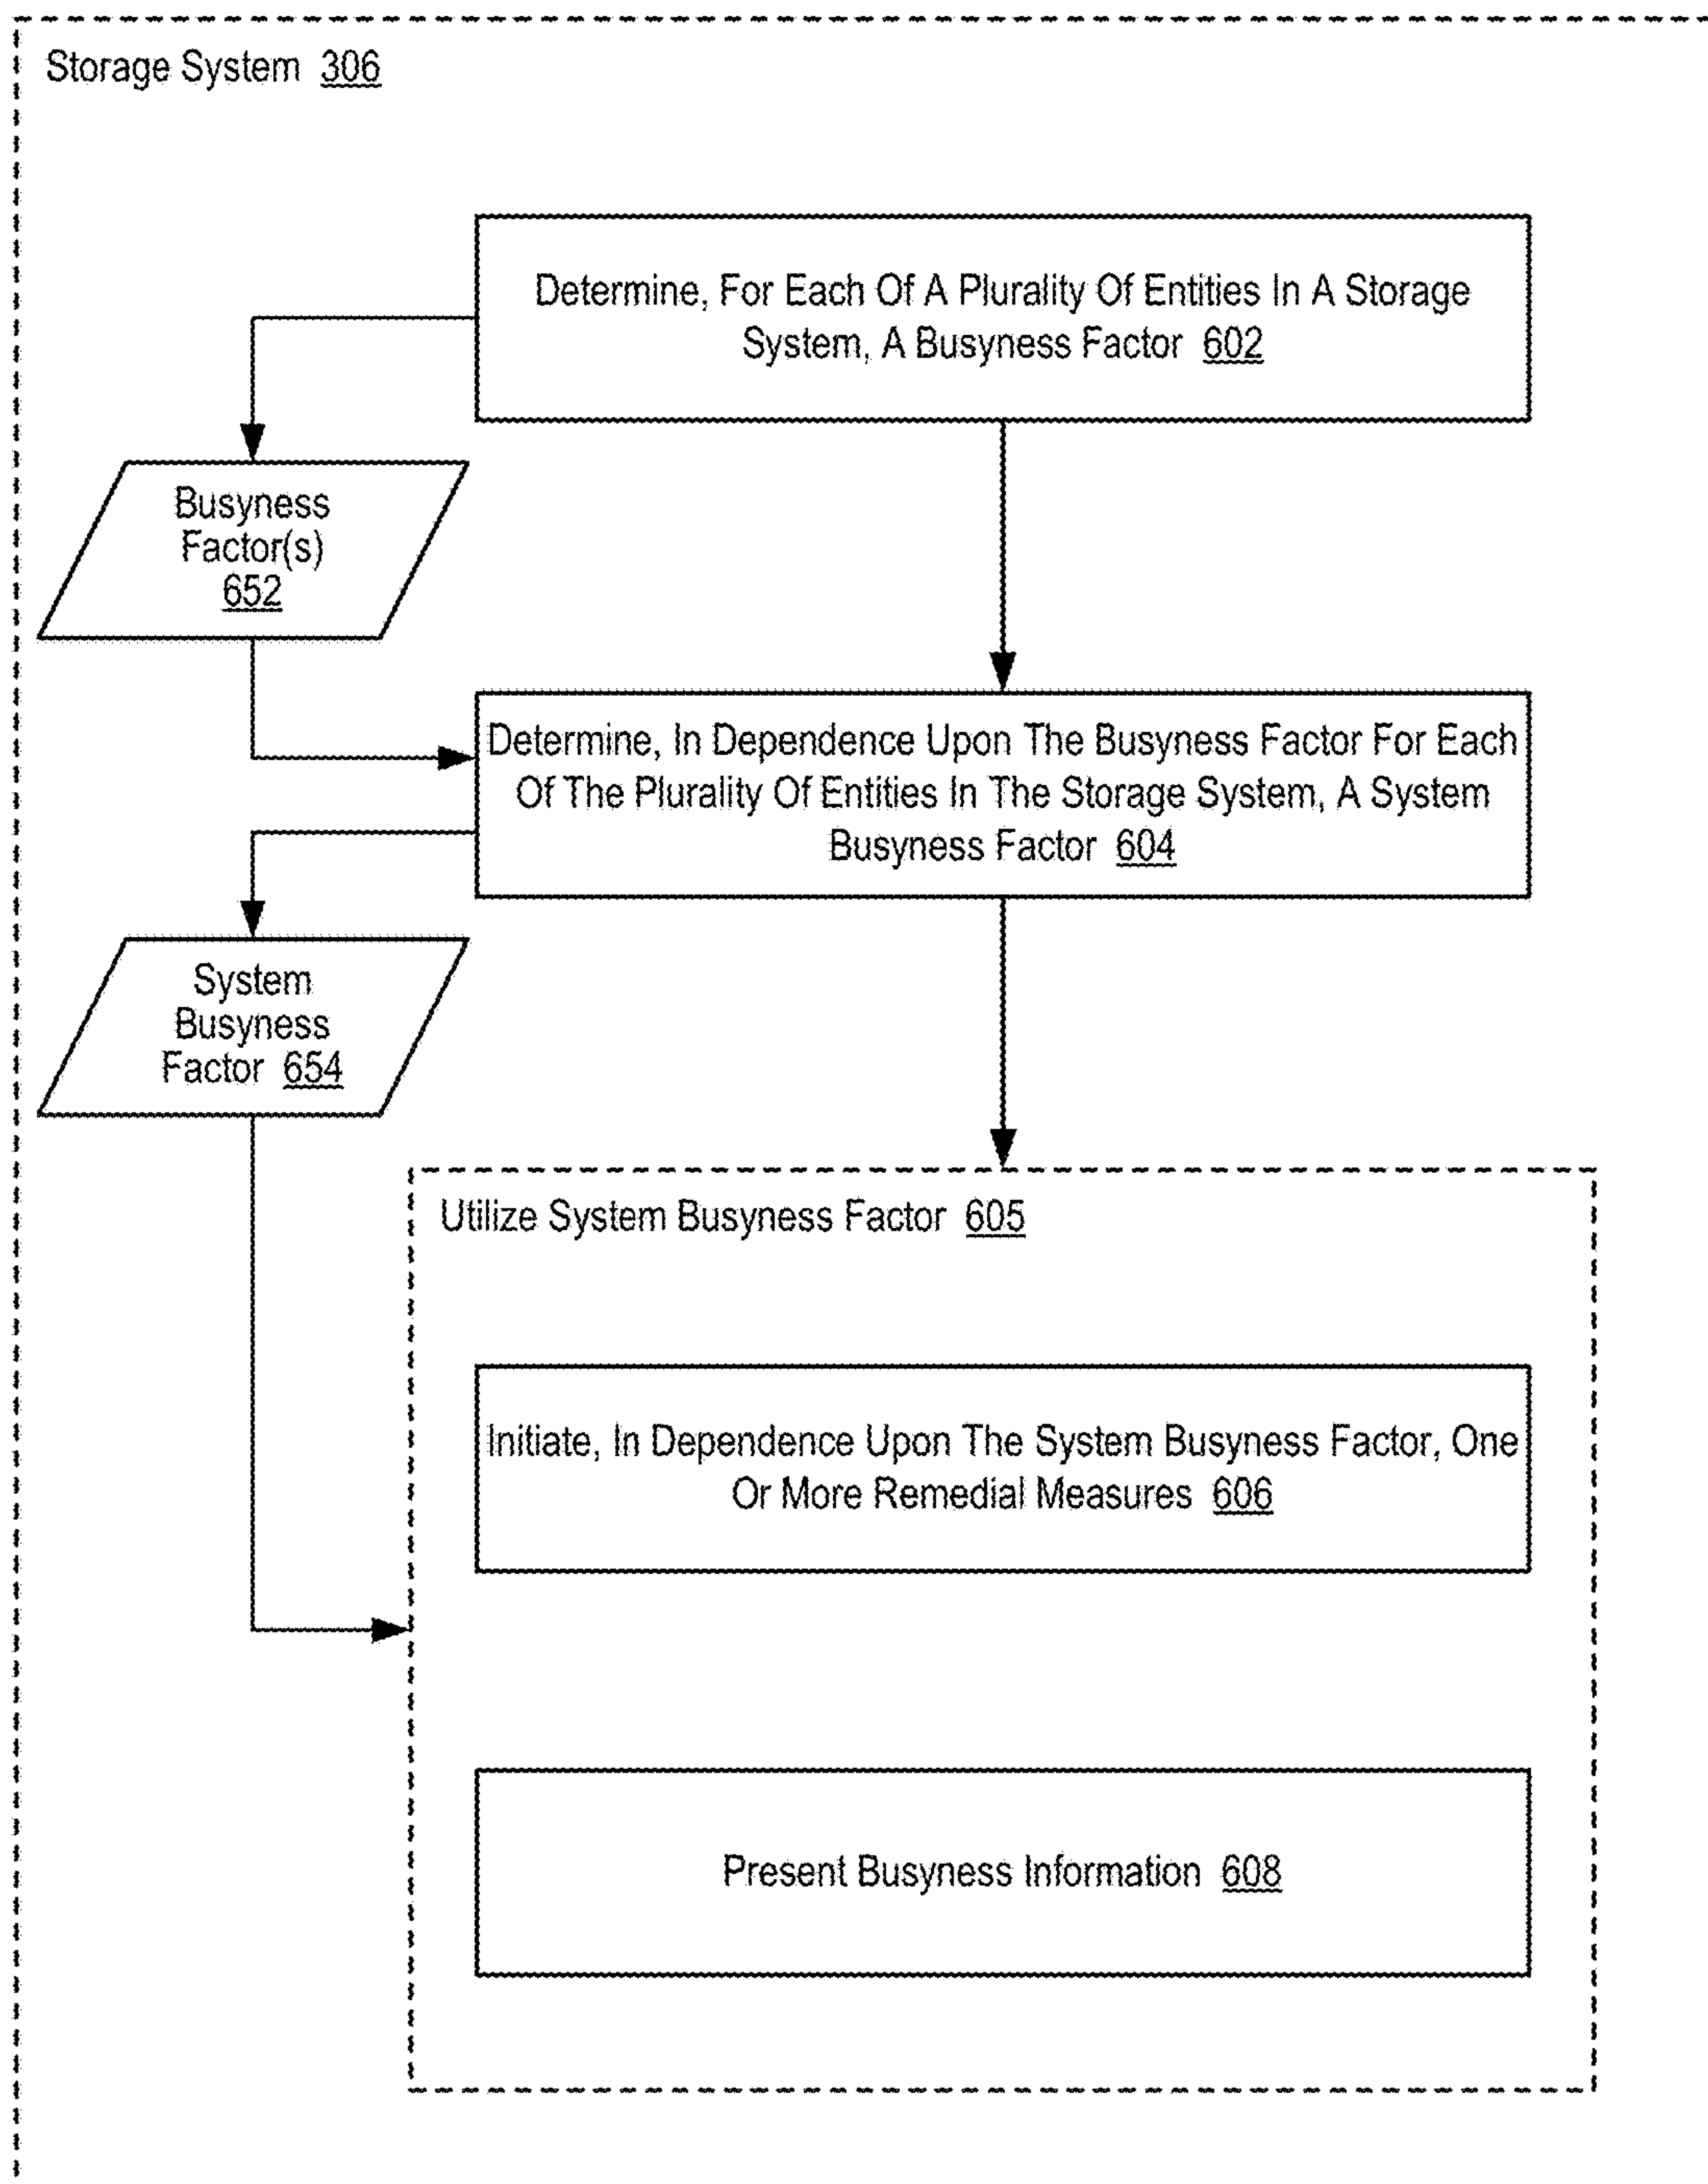 Storage System 306
Determine, For Each Of A Plurality Of Entities In A Storage
System, A Busyness Factor 602
Busyness
Factor(s)
652
Determine, In Dependence Upon The Busyness Factor For Each
Of The Plurality Of Entities In The Storage System, A System
Busyness Factor 604
System
Busyness
Factor 654
Utilize System Busyness Factor 605
Initiate, In Dependence Upon The System Busyness Factor, One
Or More Remedial Measures 606
Present Busyness Information 608